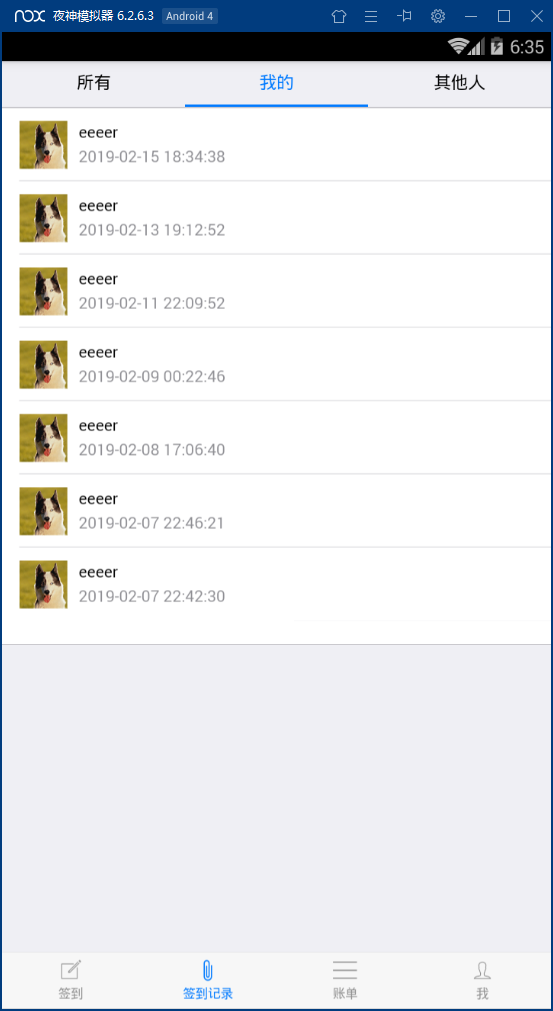 nox 夜神模拟器 6.2.6.3 Android 4
6:35
所有 我的 其他人
eeeer
2019-02-15 18:34:38
eeeer
2019-02-13 19:12:52
eeeer
2019-02-11 22:09:52
eeeer
2019-02-09 00:22:46
eeeer
2019-02-08 17:06:40
eeeer
2019-02-07 22:46:21
eeeer
2019-02-07 22:42:30
签到 签到记录 账单 我